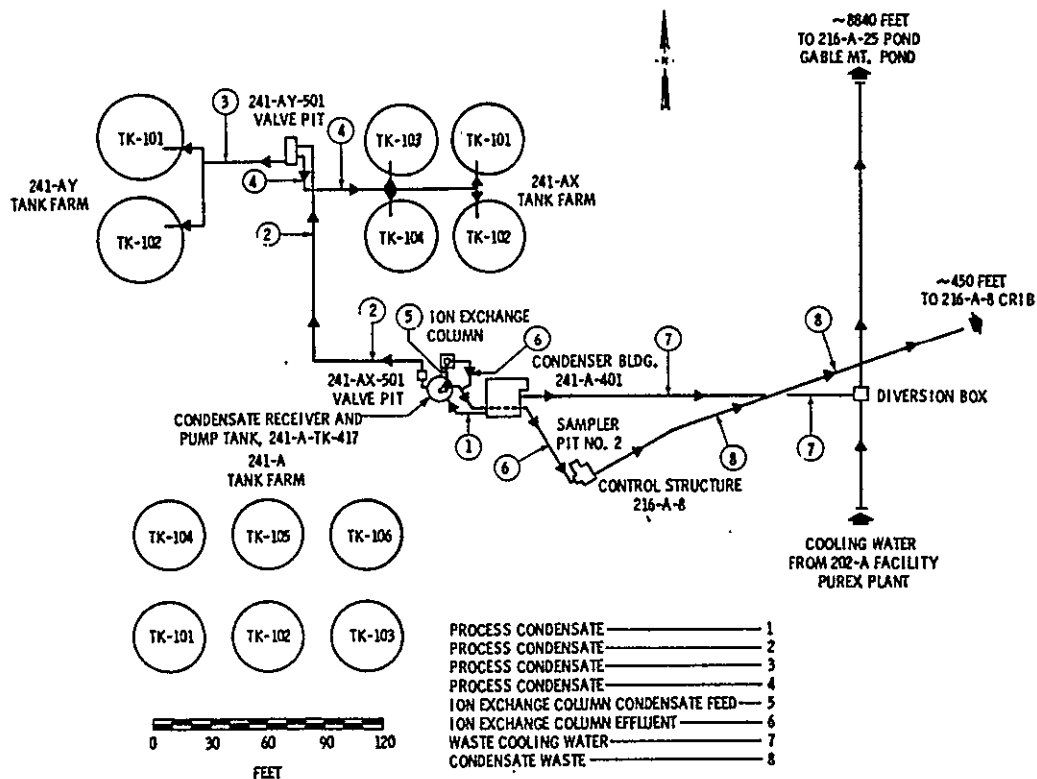 ~8840 FEET
TO 216-A-25 POND
GABLE MT. POND
N
3
241-AY-501
VALVE PIT
4
TK-101
TK-103
TK-101
241-AY
TANK FARM
4
241-AX
TANK FARM
TK-102
2
TK-104
TK-102
~450 FEET
TO 216-A-8 CRIB
2
5
ION EXCHANGE
COLUMN
6
7
8
CONDENSER BLDG.
241-A-401
241-AX-501
VALVE PIT
DIVERSION BOX
CONDENSATE RECEIVER AND
PUMP TANK, 241-A-TK-417
1
SAMPLER
PIT NO. 2
8
7
241-A
TANK FARM
6
CONTROL STRUCTURE
216-A-8
TK-104
TK-105
TK-106
COOLING WATER
FROM 202-A FACILITY
PUREX PLANT
TK-101
TK-102
TK-103
PROCESS CONDENSATE 1
PROCESS CONDENSATE 2
PROCESS CONDENSATE 3
PROCESS CONDENSATE 4
ION EXCHANGE COLUMN CONDENSATE FEED 5
ION EXCHANGE COLUMN EFFLUENT 6
WASTE COOLING WATER 7
CONDENSATE WASTE 8
0 30 60 90 120
FEET